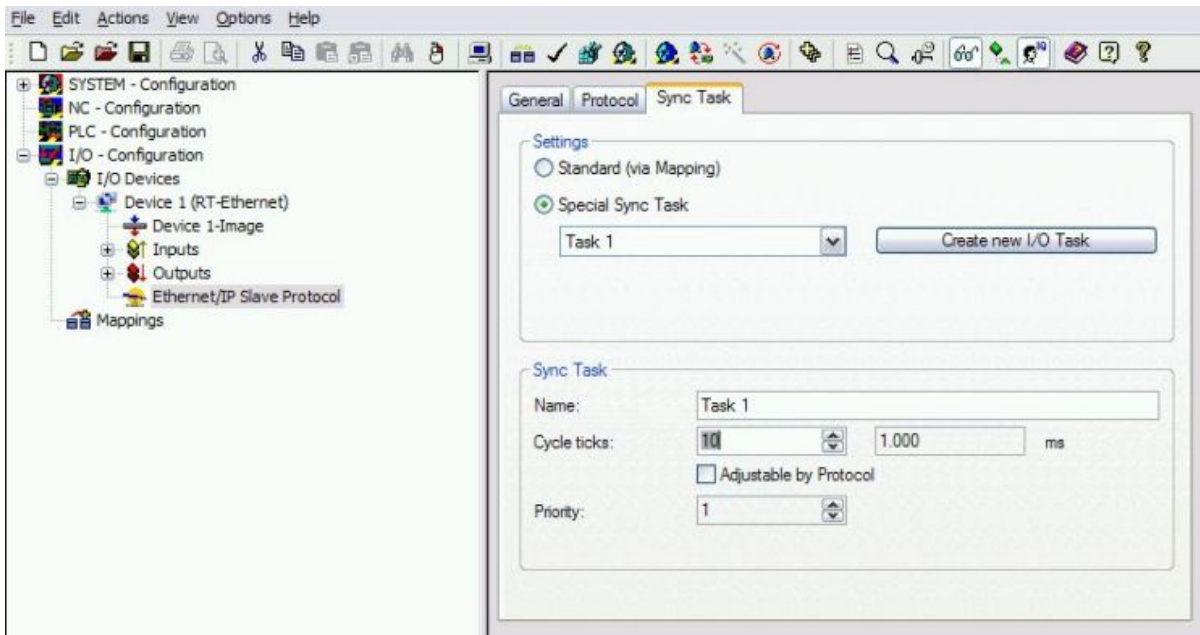 File Edit Actions View Options Help
SYSTEM - Configuration
NC - Configuration
PLC - Configuration
I/O - Configuration
I/O Devices
Device 1 (RT-Ethernet)
Device 1-Image
Inputs
Outputs
Ethernet/IP Slave Protocol
Mappings
General Protocol Sync Task
Settings
Standard (via Mapping)
Special Sync Task
Task 1 Create new I/O Task
Sync Task
Name: Task 1
Cycle ticks: 10 1.000 ms
Adjustable by Protocol
Priority: 1